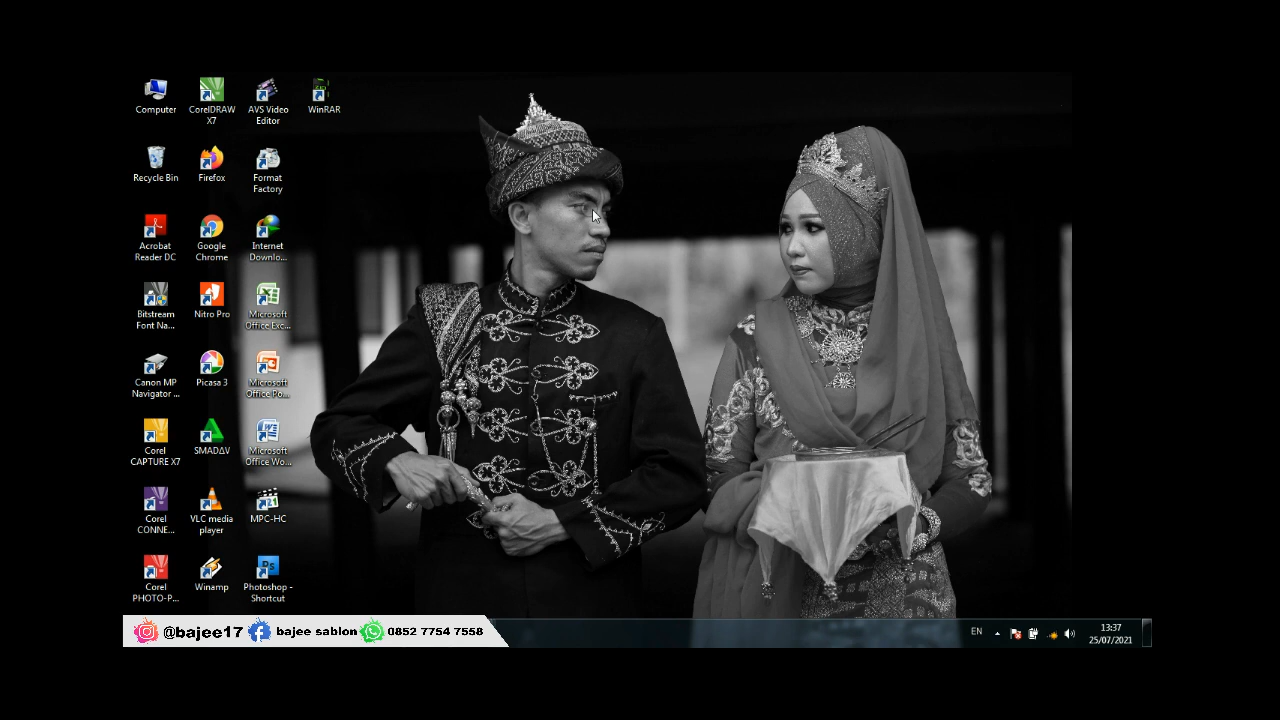 Computer
CorelDRAW
X7
AVS Video
Editor
WinRAR
Recycle Bin
Firefox
Format
Factory
Acrobat
Reader DC
Google
Chrome
Internet
Downlo...
Bitstream
Font Na...
Nitro Pro
Microsoft
Office Exc...
Canon MP
Navigator ...
Picasa 3
Microsoft
Office Po...
Corel
CAPTURE X7
SMADΔV
Microsoft
Office Wo...
Corel
CONNE...
VLC media
player
MPC-HC
Corel
PHOTO-P...
Winamp
Photoshop -
Shortcut
@bajee17 bajee sablon 0852 7754 7558
EN
13:37
25/07/2021